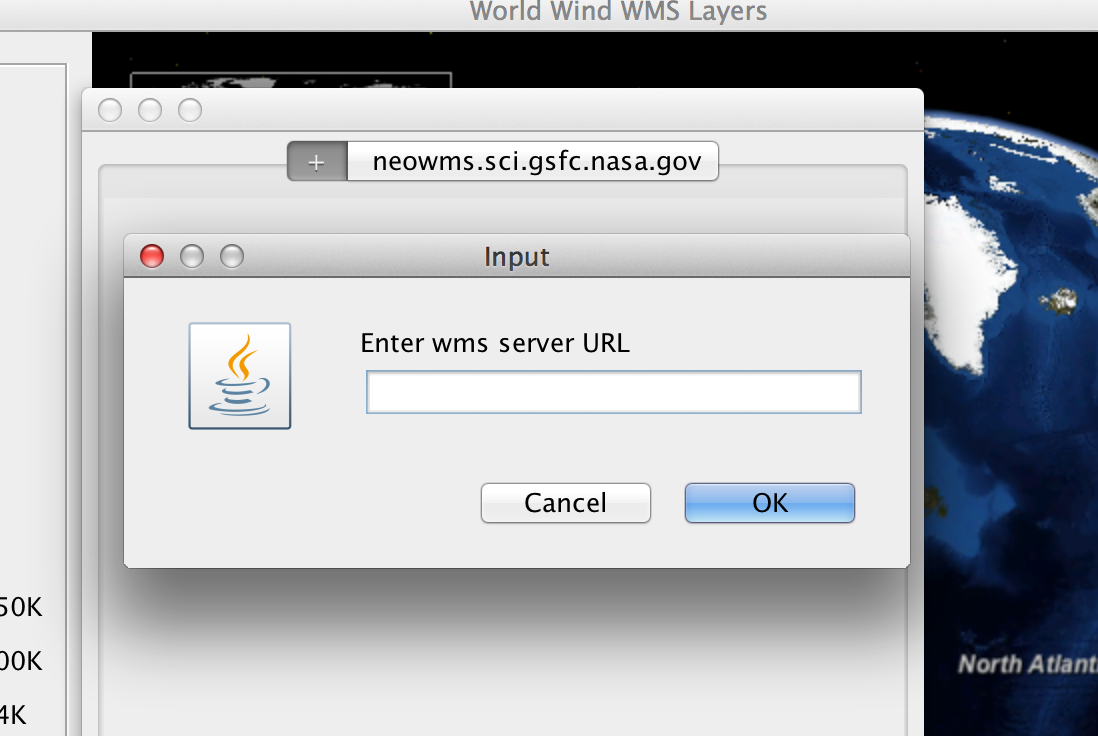 World Wind WMS Layers
+ neowms.sci.gsfc.nasa.gov
Input
Enter wms server URL
Cancel OK
50K
00K
4K
North Atlant